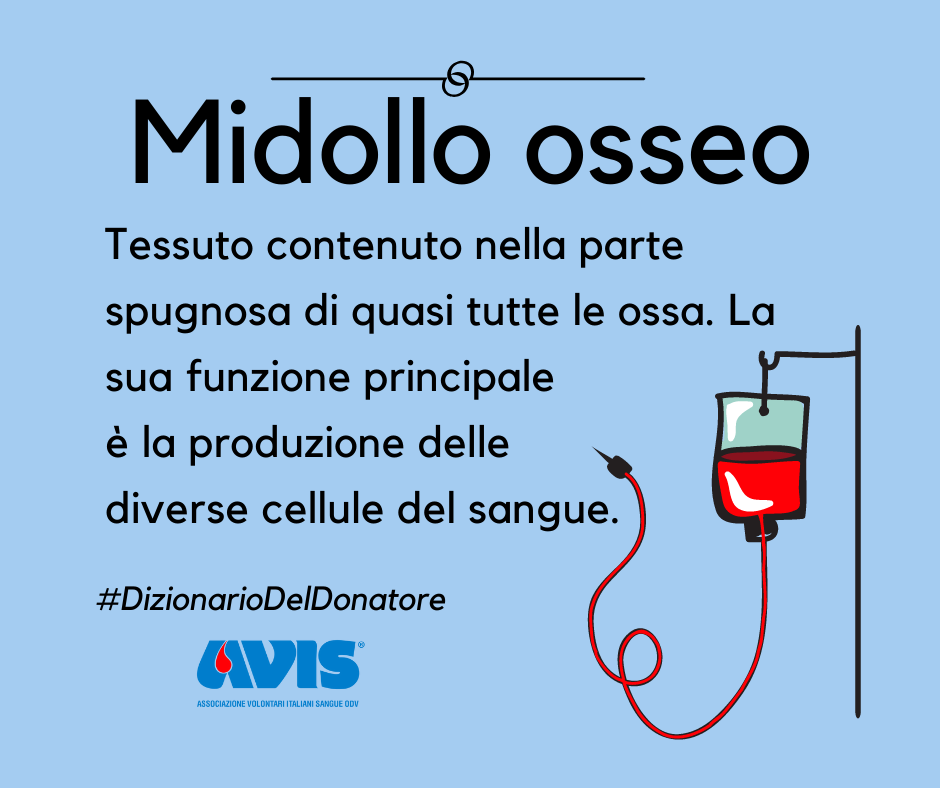 Midollo osseo
Tessuto contenuto nella parte
spugnosa di quasi tutte le ossa. La
sua funzione principale
è la produzione delle
diverse cellule del sangue.
#DizionarioDelDonatore
AVIS®
ASSOCIAZIONE VOLONTARI ITALIANI SANGUE ODV